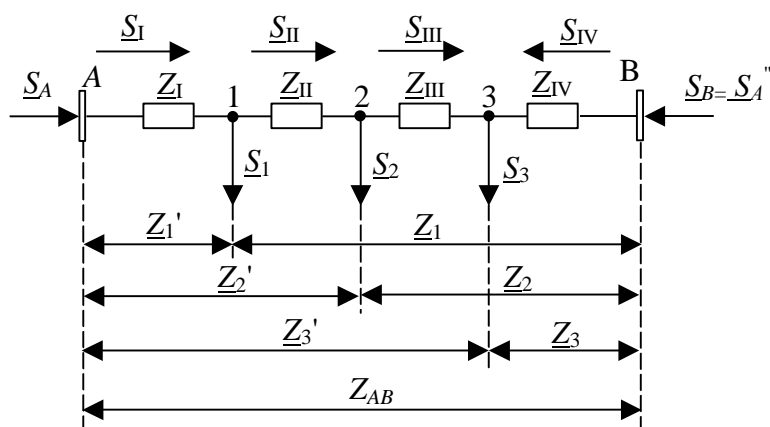 S_I S_II S_III S_IV
S_A A Z_I 1 Z_II 2 Z_III 3 Z_IV B S_B= S_A"
S_1 S_2 S_3
Z_1' Z_1
Z_2' Z_2
Z_3' Z_3
Z_AB